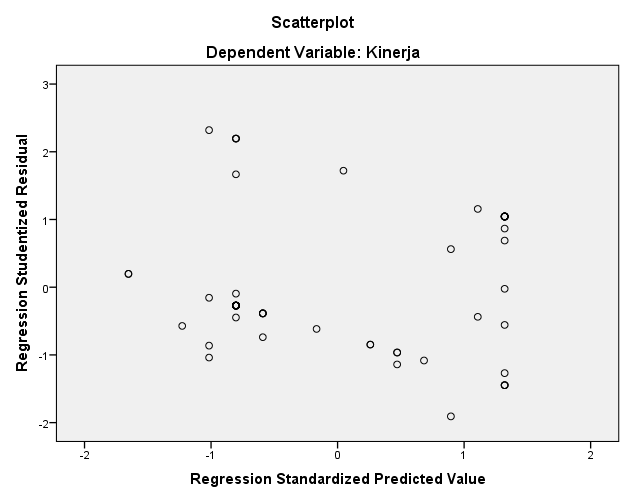 Scatterplot
Dependent Variable: Kinerja
Regression Studentized Residual
3
2
1
0
-1
-2
-2
-1
0
1
2
Regression Standardized Predicted Value